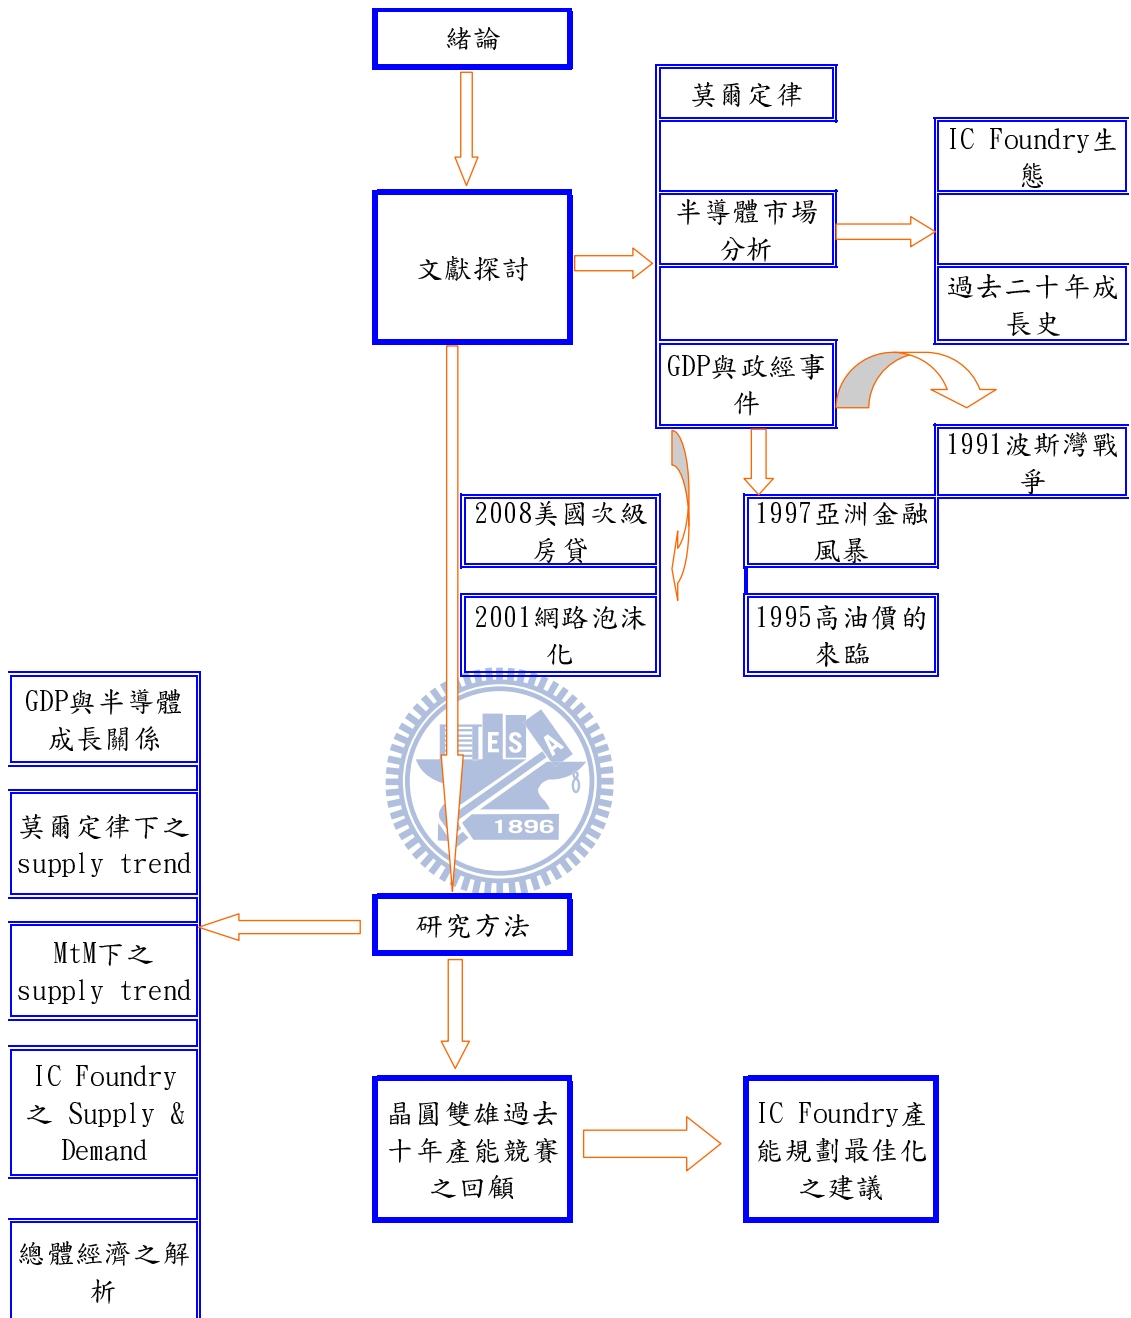 緒論
莫爾定律
IC Foundry生
態
半導體市場
分析
文獻探討
過去二十年成
長史
GDP與政經事
件
1991波斯灣戰
爭
2008美國次級
房貸
1997亞洲金融
風暴
2001網路泡沫
化
1995高油價的
來臨
GDP與半導體
成長關係
ESA
1896
莫爾定律下之
supply trend
研究方法
MtM下之
supply trend
IC Foundry
之 Supply &
Demand
晶圓雙雄過去
十年產能競賽
之回顧
IC Foundry產
能規劃最佳化
之建議
總體經濟之解
析